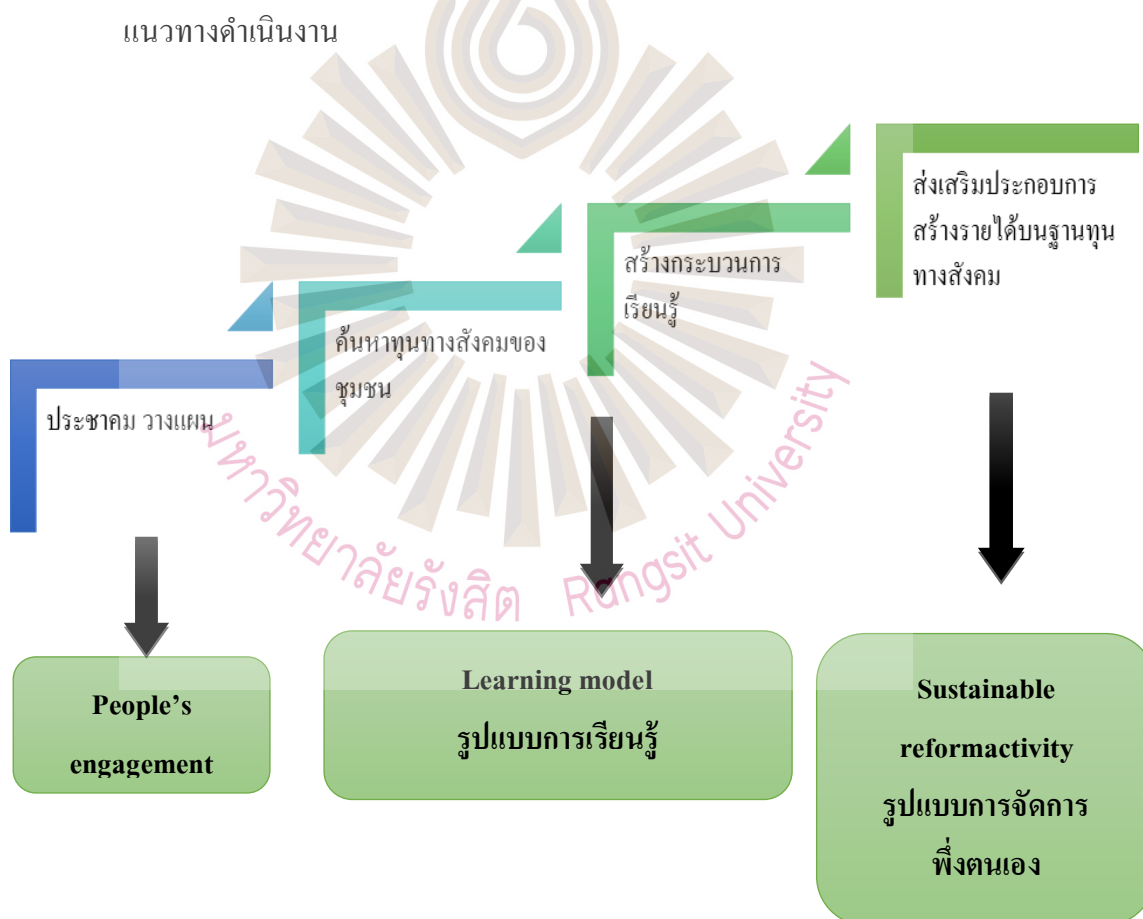 แนวทางดำเนินงาน
ส่งเสริมประกอบการ
สร้างรายได้บนฐานทุน
ทางสังคม
สร้างกระบวนการ
เรียนรู้
ค้นหาทุนทางสังคมของ
ชุมชน
ประชาคม วางแผน
มหาวิทยาลัยรังสิต Rangsit University
People’s
engagement
Learning model
รูปแบบการเรียนรู้
Sustainable
reformactivity
รูปแบบการจัดการ
พึ่งตนเอง